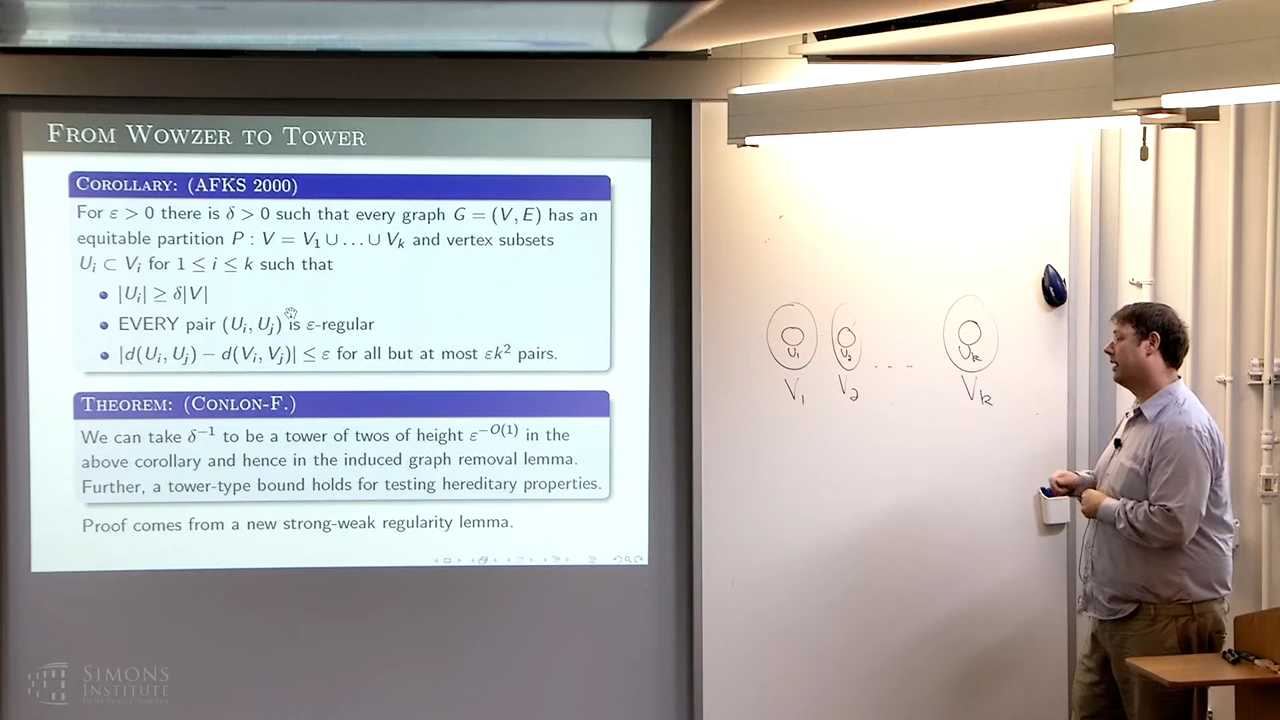 FROM WOWZER TO TOWER
COROLLARY: (AFKS 2000)
For ε > 0 there is δ > 0 such that every graph G = (V, E) has an
equitable partition P : V = V₁ ∪ … ∪ Vₖ and vertex subsets
Uᵢ ⊂ Vᵢ for 1 ≤ i ≤ k such that
|Uᵢ| ≥ δ|V|
EVERY pair (Uᵢ, Uⱼ) is ε-regular
|d(Uᵢ, Uⱼ) − d(Vᵢ, Vⱼ)| ≤ ε for all but at most εk² pairs.
THEOREM: (CONLON-F.)
We can take δ⁻¹ to be a tower of twos of height ε^{−O(1)} in the
above corollary and hence in the induced graph removal lemma.
Further, a tower-type bound holds for testing hereditary properties.
Proof comes from a new strong-weak regularity lemma.
U₁ U₂ .... Uₖ
V₁ V₂ Vₖ
SIMONS
INSTITUTE